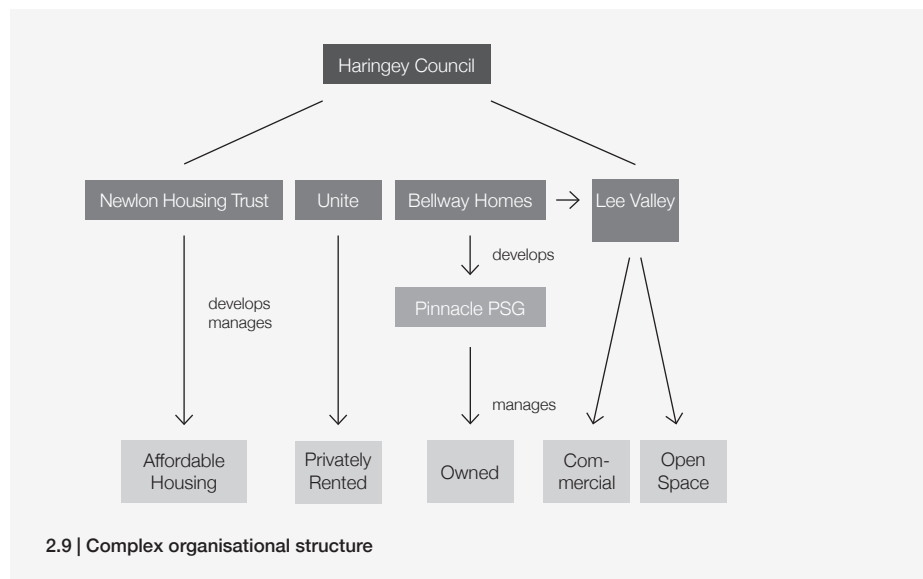 Haringey Council
Newlon Housing Trust
Unite
Bellway Homes
Lee Valley
develops
develops
manages
Pinnacle PSG
manages
Affordable
Housing
Privately
Rented
Owned
Com-
mercial
Open
Space
2.9 | Complex organisational structure